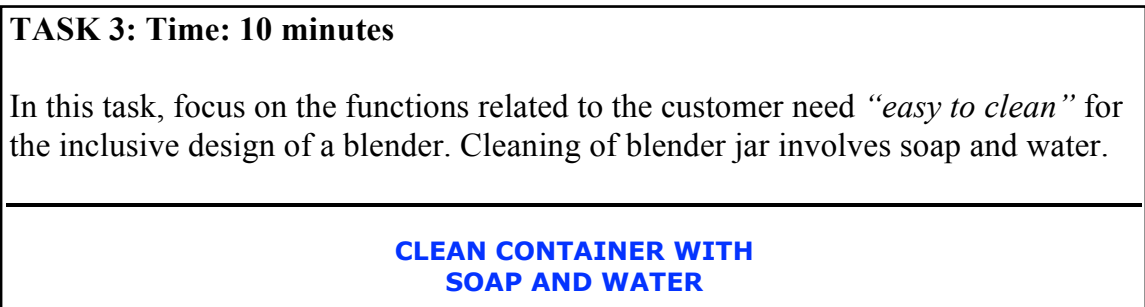 TASK 3: Time: 10 minutes
In this task, focus on the functions related to the customer need “easy to clean” for
the inclusive design of a blender. Cleaning of blender jar involves soap and water.
CLEAN CONTAINER WITH
SOAP AND WATER